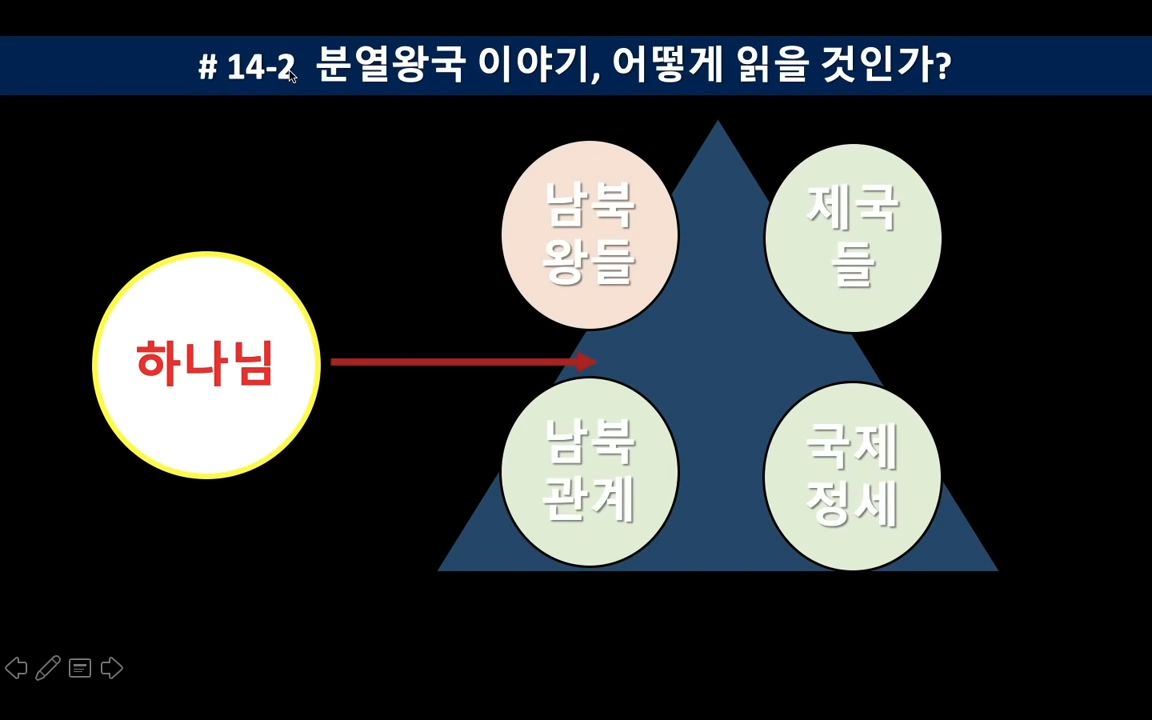 # 14-2 분열왕국 이야기, 어떻게 읽을 것인가?
남북
왕들
제국
들
하나님
남북
관계
국제
정세